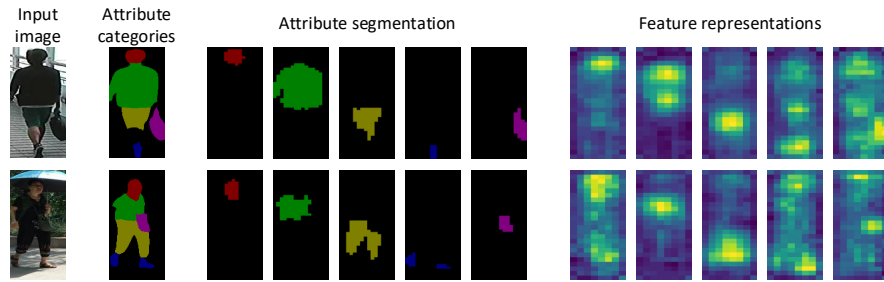 Input
image
Attribute
categories
Attribute segmentation
Feature representations